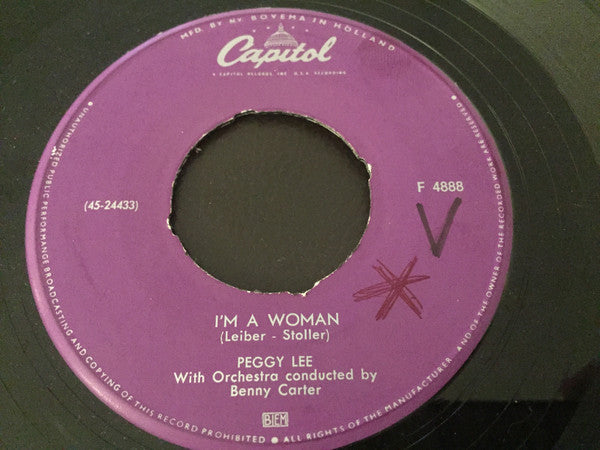 MFD. BY NV. BOVEMA IN HOLLAND
Capitol
A CAPITOL RECORDS, INC. U.S.A. RECORDING
(45-24433)
F 4888
V
I'M A WOMAN
(Leiber - Stoller)
PEGGY LEE
With Orchestra conducted by
Benny Carter
BIEM
• UNAUTHORIZED PUBLIC PERFORMANCE BROADCASTING AND COPYING OF THIS RECORD PROHIBITED • ALL RIGHTS OF THE MANUFACTURER AND OF THE OWNER OF THE RECORDED WORK ARE RESERVED •